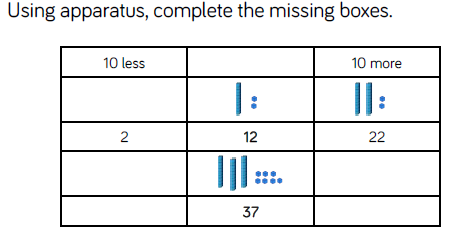 Using apparatus, complete the missing boxes.
10 less 10 more
2 12 22
37